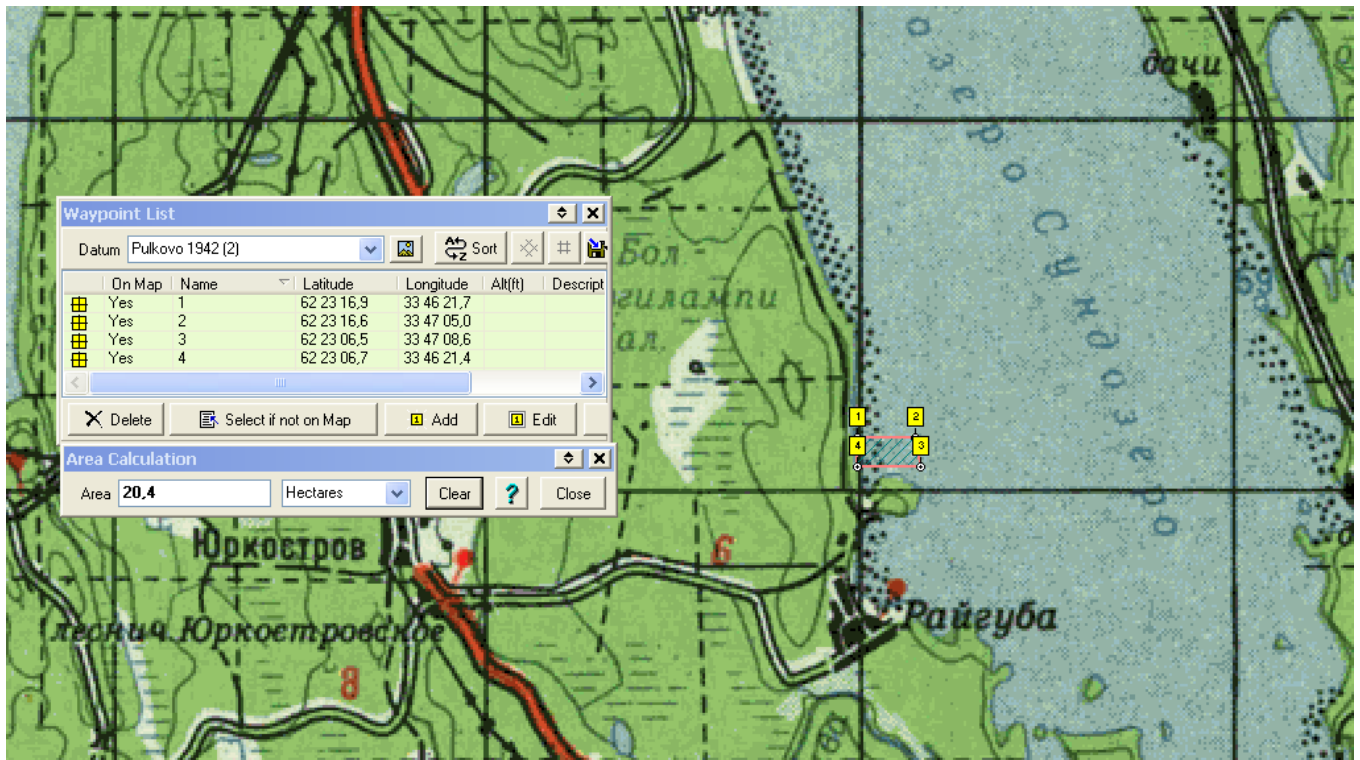 дачи
озеро Сундозеро
Waypoint List
Datum Pulkovo 1942 (2) Sort
On Map Name Latitude Longitude Alt(ft) Descript
Yes 1 62 23 16,9 33 46 21,7
Yes 2 62 23 16,6 33 47 05,0
Yes 3 62 23 06,5 33 47 08,6
Yes 4 62 23 06,7 33 46 21,4
Delete Select if not on Map Add Edit
Бол
гилампи
ал.
1 2
4 3
Area Calculation
Area 20,4 Hectares Clear ? Close
Юркостров
6
Райгуба
леснич. Юркостровское
8